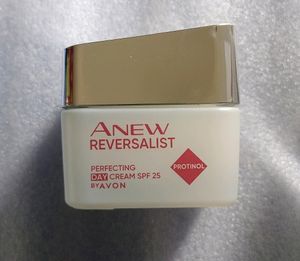 ANEW
REVERSALIST
PERFECTING
DAY CREAM SPF 25
BY AVON
PROTINOL